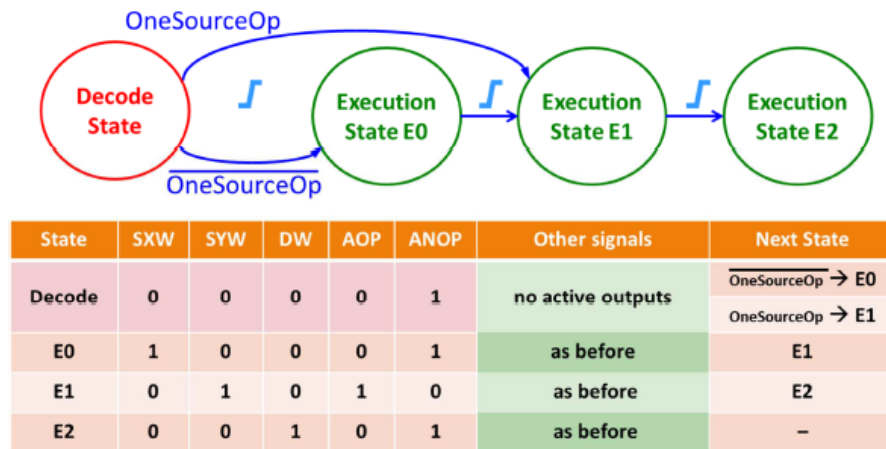 OneSourceOp
Decode
State
Execution
State E0
Execution
State E1
Execution
State E2
OneSourceOp
State SXW SYW DW AOP ANOP Other signals Next State
Decode 0 0 0 0 1 no active outputs OneSourceOp → E0
OneSourceOp → E1
E0 1 0 0 0 1 as before E1
E1 0 1 0 1 0 as before E2
E2 0 0 1 0 1 as before –